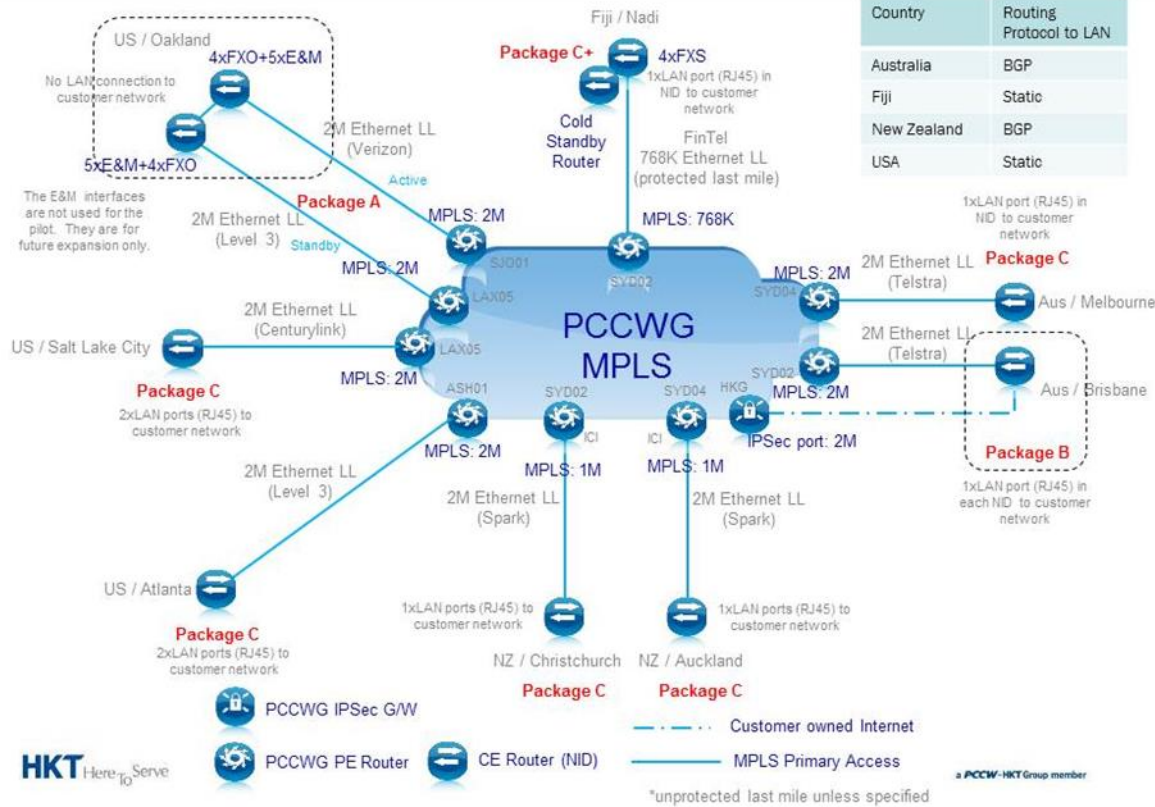 US / Oakland
4xFXO+5xE&M
No LAN connection to
customer network
5xE&M+4xFXO
The E&M interfaces
are not used for the
pilot. They are for
future expansion only.
2M Ethernet LL
(Verizon)
Active
Package A
2M Ethernet LL
(Level 3)
Standby
MPLS: 2M
SJO01
MPLS: 2M
LAX05
Fiji / Nadi
Package C+
4xFXS
1xLAN port (RJ45) in
NID to customer
network
Cold
Standby
Router
FinTel
768K Ethernet LL
(protected last mile)
MPLS: 768K
SYD02
Country
Routing
Protocol to LAN
Australia
BGP
Fiji
Static
New Zealand
BGP
USA
Static
1xLAN port (RJ45) in
NID to customer
network
Package C
MPLS: 2M
SYD04
2M Ethernet LL
(Telstra)
Aus / Melbourne
2M Ethernet LL
(Telstra)
SYD02
MPLS: 2M
Aus / Brisbane
HKG
IPSec port: 2M
Package B
1xLAN port (RJ45) in
each NID to customer
network
PCCWG
MPLS
2M Ethernet LL
(Centurylink)
US / Salt Lake City
LAX05
MPLS: 2M
Package C
2xLAN ports (RJ45) to
customer network
ASH01
MPLS: 2M
2M Ethernet LL
(Level 3)
US / Atlanta
Package C
2xLAN ports (RJ45) to
customer network
SYD02
ICI
MPLS: 1M
2M Ethernet LL
(Spark)
1xLAN ports (RJ45) to
customer network
NZ / Christchurch
Package C
SYD04
ICI
MPLS: 1M
2M Ethernet LL
(Spark)
1xLAN ports (RJ45) to
customer network
NZ / Auckland
Package C
PCCWG IPSec G/W
PCCWG PE Router
CE Router (NID)
Customer owned Internet
MPLS Primary Access
*unprotected last mile unless specified
HKT Here To Serve
a PCCW-HKT Group member